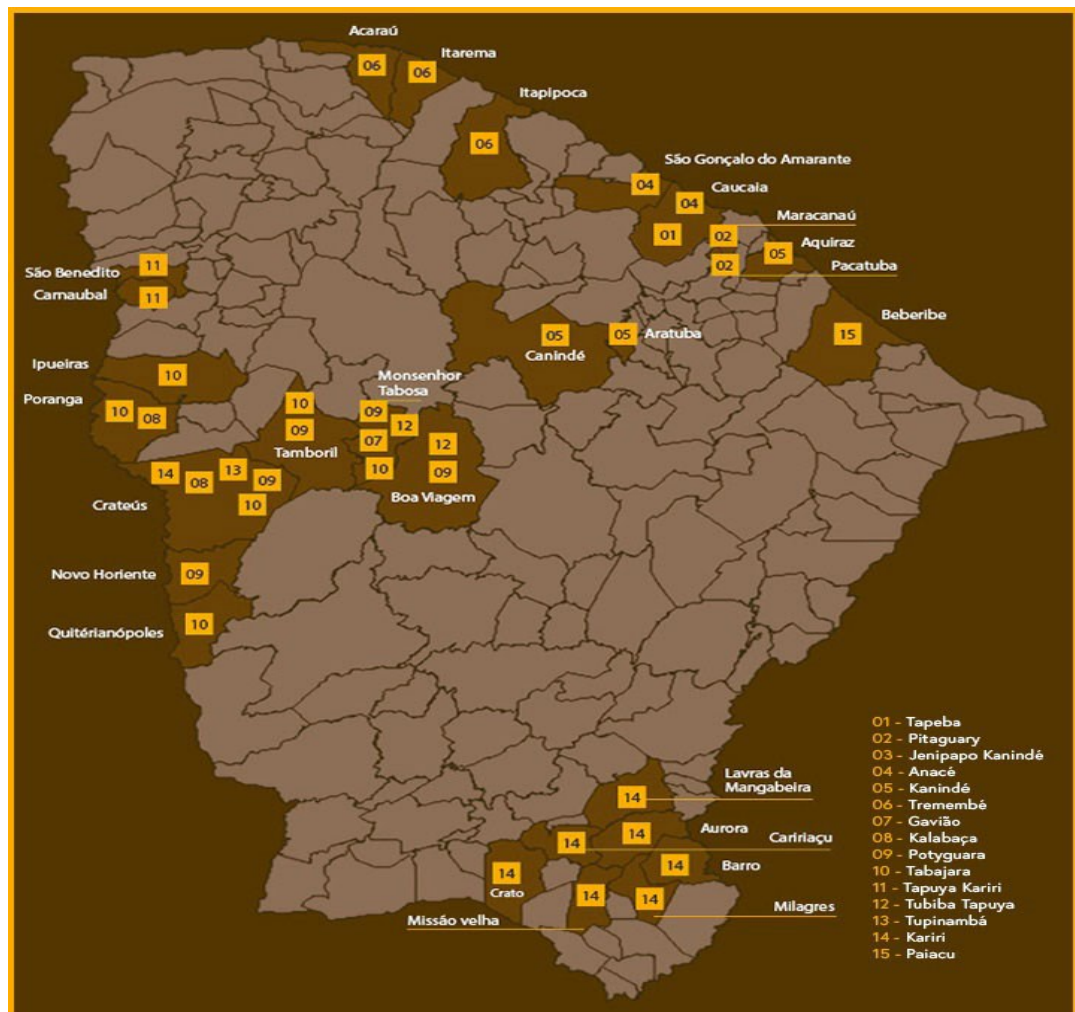 Acaraú
06
Itarema
06
Itapipoca
06
São Gonçalo do Amarante
04
Caucaia
04
01
Maracanaú
02
Aquiraz
05
02
Pacatuba
São Benedito
11
Carnaubal
11
Beberibe
15
05
Canindé
05
Aratuba
Ipueiras
10
Poranga
10
08
Monsenhor
Tabosa
09
12
07
10
10
09
Tamboril
12
09
Boa Viagem
14
08
13
09
10
Crateús
Novo Horiente
09
Quitérianópoles
10
Lavras da
Mangabeira
14
Aurora
14
Caririaçu
14
Barro
14
14
Crato
14
14
Milagres
Missão velha
01 - Tapeba
02 - Pitaguary
03 - Jenipapo Kanindé
04 - Anacé
05 - Kanindé
06 - Tremembé
07 - Gavião
08 - Kalabaça
09 - Potyguara
10 - Tabajara
11 - Tapuya Kariri
12 - Tubiba Tapuya
13 - Tupinambá
14 - Kariri
15 - Paiacu